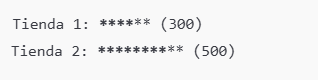 Tienda 1: ****** (300)
Tienda 2: ********** (500)